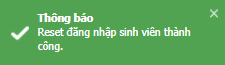 Thông báo
Reset đăng nhập sinh viên thành
công.